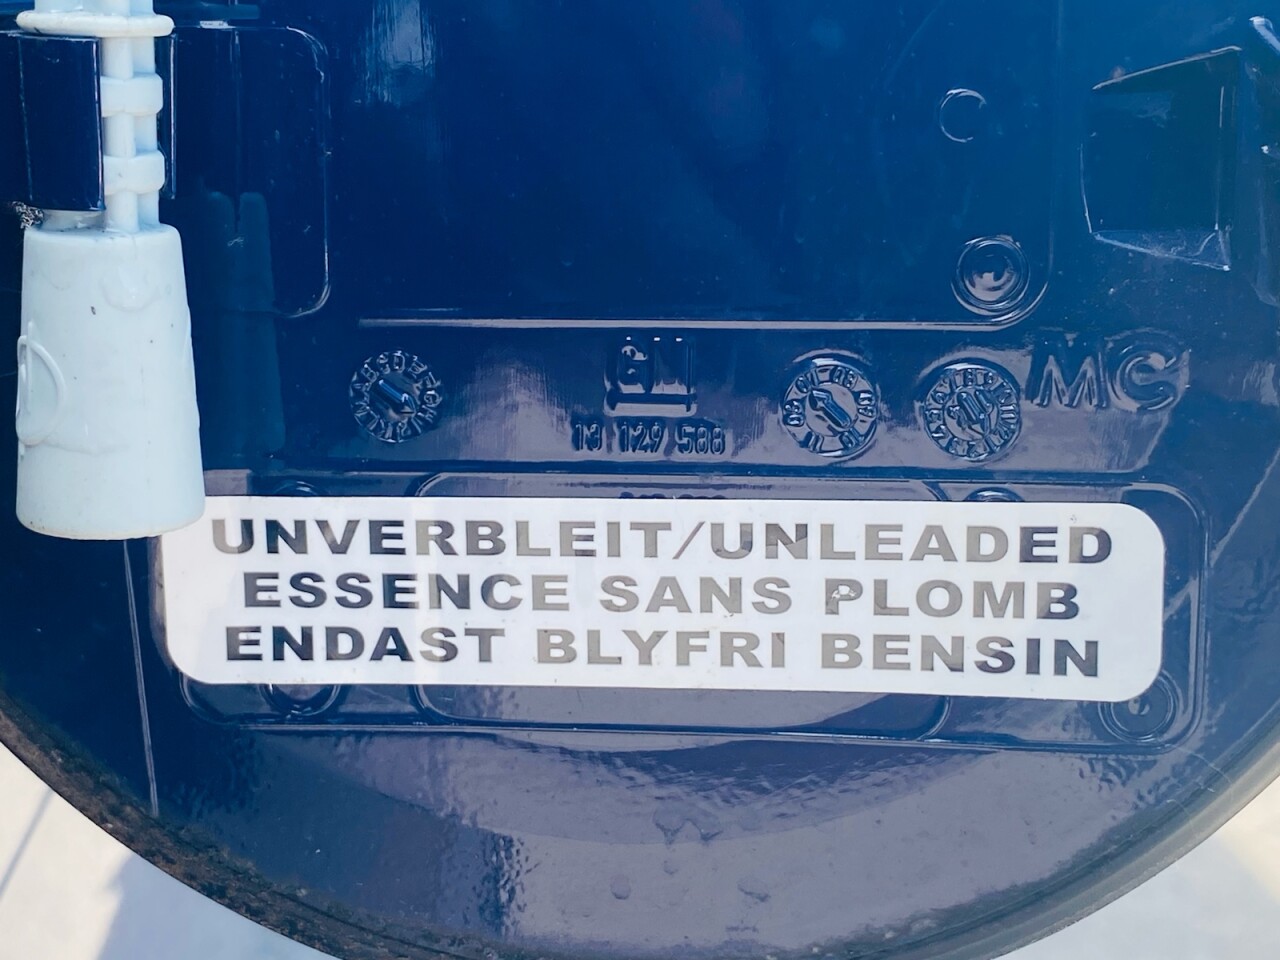 GM
MC
13 129 588
UNVERBLEIT/UNLEADED
ESSENCE SANS PLOMB
ENDAST BLYFRI BENSIN